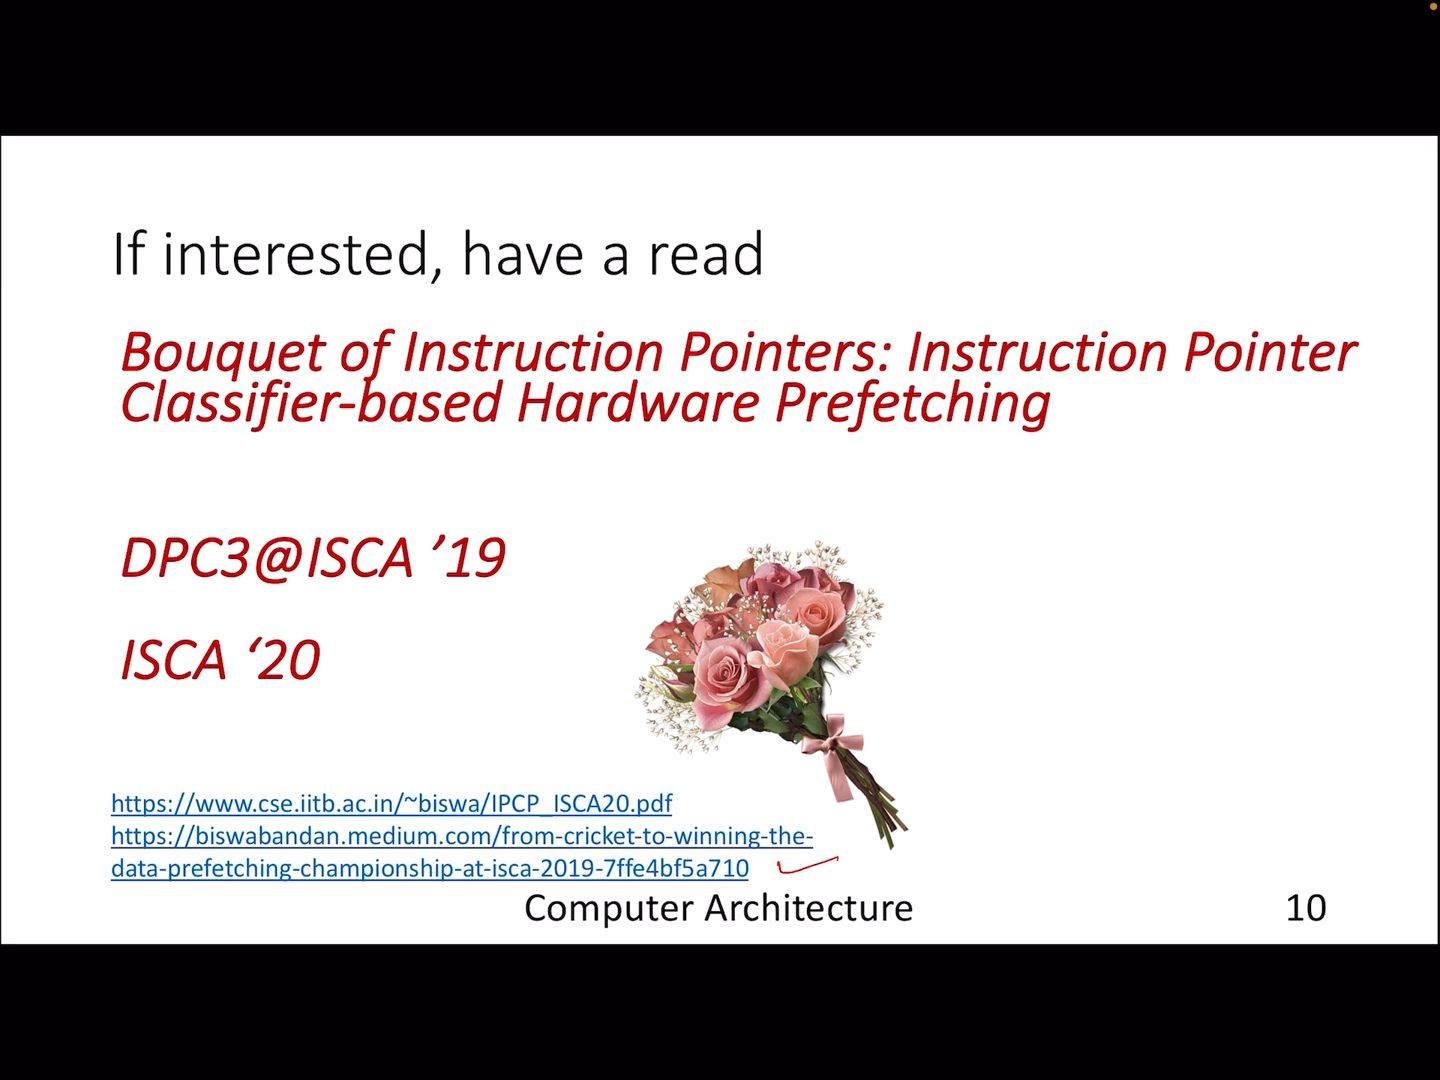 If interested, have a read
Bouquet of Instruction Pointers: Instruction Pointer
Classifier-based Hardware Prefetching
DPC3@ISCA ’19
ISCA ‘20
https://www.cse.iitb.ac.in/~biswa/IPCP_ISCA20.pdf
https://biswabandan.medium.com/from-cricket-to-winning-the-
data-prefetching-championship-at-isca-2019-7ffe4bf5a710
Computer Architecture
10